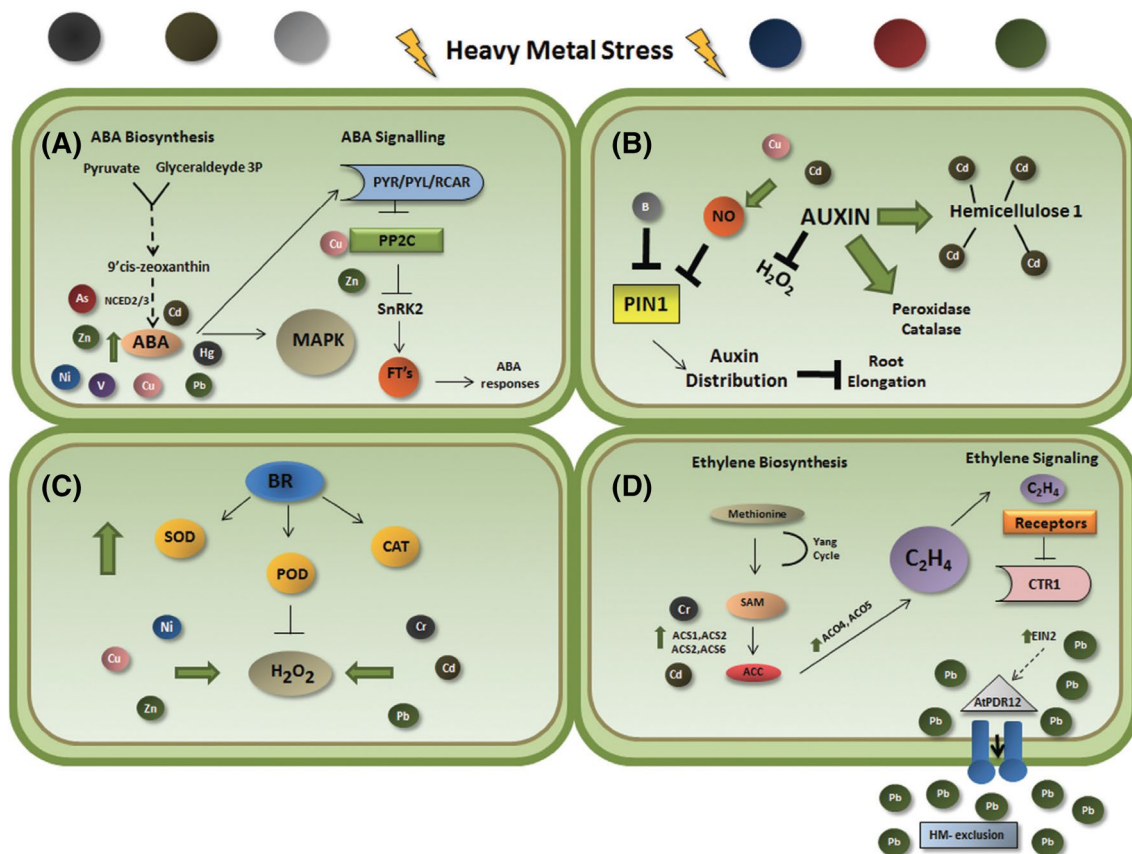 Heavy Metal Stress
(A)
ABA Biosynthesis
ABA Signalling
Pyruvate
Glyceraldeyde 3P
PYR/PYL/RCAR
Cu
PP2C
9'cis-zeoxanthin
Zn
As
NCED2/3
Cd
SnRK2
Zn
ABA
Hg
MAPK
Ni
V
Cu
Pb
FT's
ABA
responses
(B)
Cu
Cd
B
NO
AUXIN
Hemicellulose 1
Cd
Cd
Cd
Cd
H2O2
PIN1
Peroxidase
Catalase
Auxin
Distribution
Root
Elongation
(C)
BR
SOD
CAT
POD
Ni
Cr
Cu
H2O2
Cd
Zn
Pb
(D)
Ethylene Biosynthesis
Ethylene Signaling
C2H4
Methionine
Receptors
Yang
Cycle
C2H4
CTR1
SAM
Cr
ACS1,ACS2
ACS2,ACS6
ACO4, ACO5
Cd
ACC
EIN2
Pb
Pb
Pb
AtPDR12
Pb
Pb
Pb
Pb
Pb
Pb
Pb
Pb
HM- exclusion
Pb